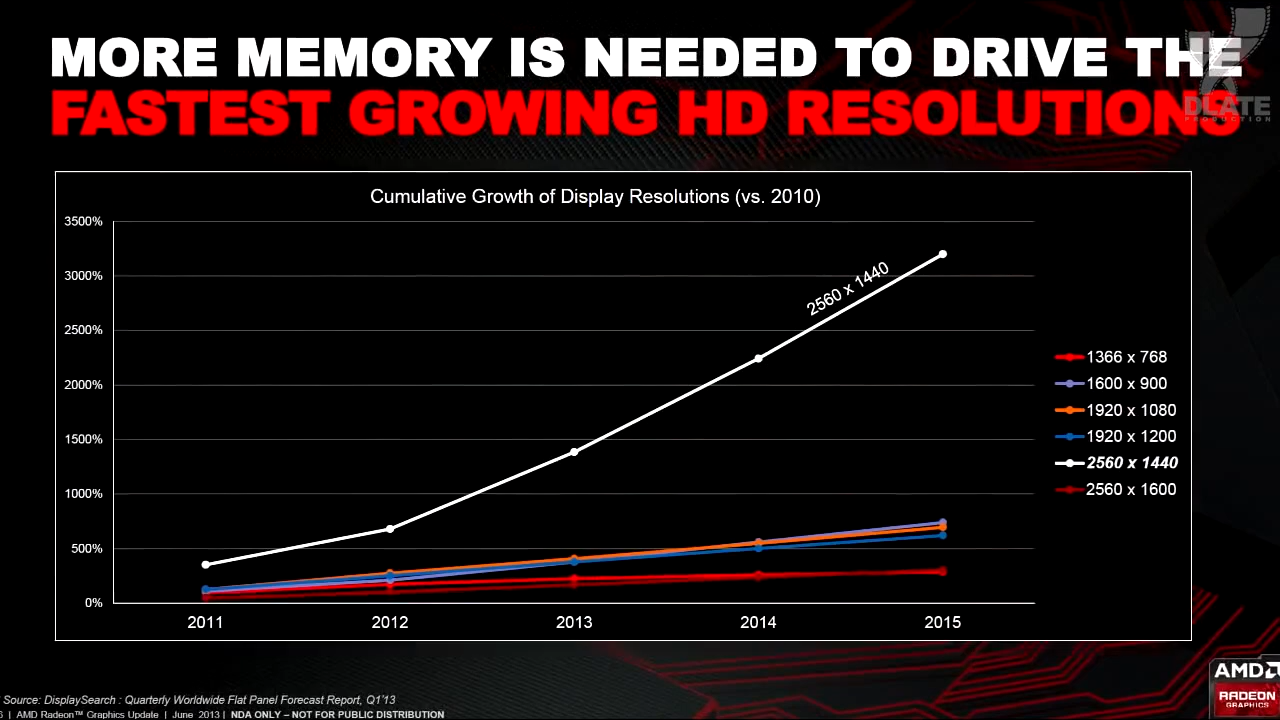 MORE MEMORY IS NEEDED TO DRIVE THE
FASTEST GROWING HD RESOLUTIONS
DLATE
PRODUCTION
Cumulative Growth of Display Resolutions (vs. 2010)
3500%
3000%
2500%
2000%
1500%
1000%
500%
0%
2560 x 1440
2011 2012 2013 2014 2015
1366 x 768
1600 x 900
1920 x 1080
1920 x 1200
2560 x 1440
2560 x 1600
Source: DisplaySearch : Quarterly Worldwide Flat Panel Forecast Report, Q1'13
6 | AMD Radeon™ Graphics Update | June 2013 | NDA ONLY – NOT FOR PUBLIC DISTRIBUTION
AMD
RADEON
GRAPHICS